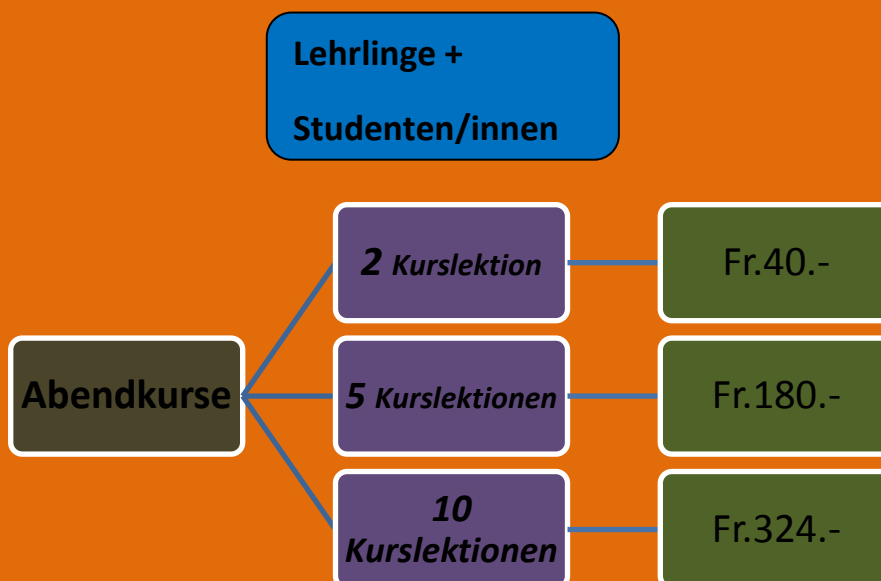 Lehrlinge +
Studenten/innen
2 Kurslektion
Fr.40.-
Abendkurse
5 Kurslektionen
Fr.180.-
10
Kurslektionen
Fr.324.-